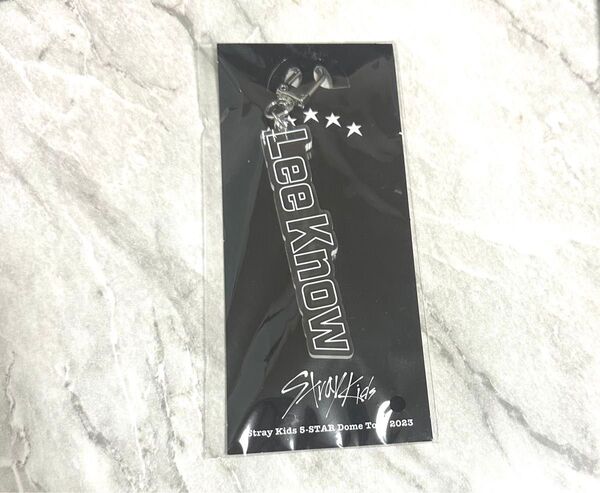 Lee Know
Stray Kids
Stray Kids 5-STAR Dome Tour 2023